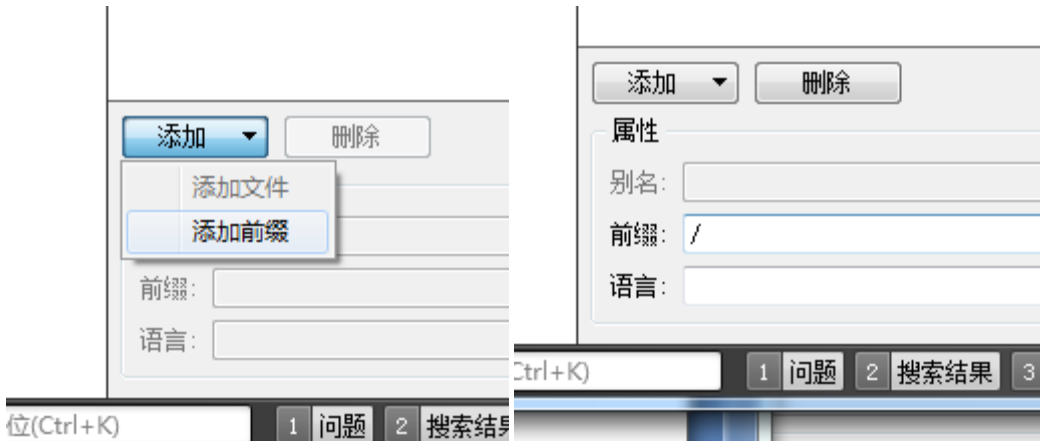 添加 删除
添加文件
添加前缀
前缀:
语言:
位(Ctrl+K) 1 问题 2 搜索结果
添加 删除
属性
别名:
前缀: /
语言:
Ctrl+K) 1 问题 2 搜索结果 3